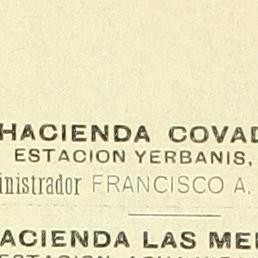 HACIENDA COVAD
ESTACION YERBANIS,
inistrador FRANCISCO A.
ACIENDA LAS ME